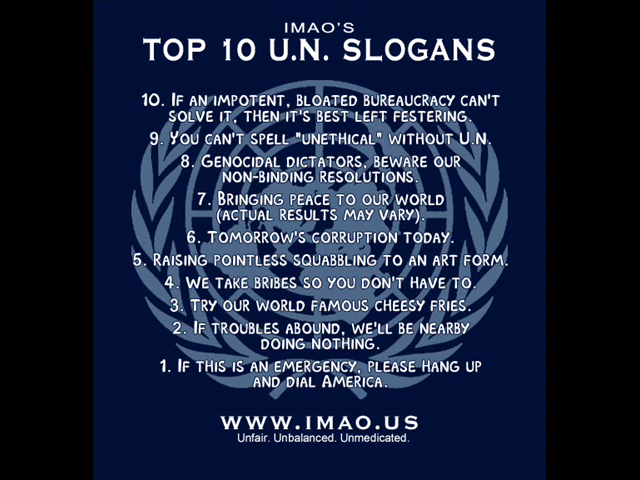 IMAO'S
TOP 10 U.N. SLOGANS
10. IF AN IMPOTENT, BLOATED BUREAUCRACY CAN'T
SOLVE IT, THEN IT'S BEST LEFT FESTERING.
9. YOU CAN'T SPELL "UNETHICAL" WITHOUT U.N.
8. GENOCIDAL DICTATORS, BEWARE OUR
NON-BINDING RESOLUTIONS.
7. BRINGING PEACE TO OUR WORLD
(ACTUAL RESULTS MAY VARY).
6. TOMORROW'S CORRUPTION TODAY.
5. RAISING POINTLESS SQUABBLING TO AN ART FORM.
4. WE TAKE BRIBES SO YOU DON'T HAVE TO.
3. TRY OUR WORLD FAMOUS CHEESY FRIES.
2. IF TROUBLES ABOUND, WE'LL BE NEARBY
DOING NOTHING.
1. IF THIS IS AN EMERGENCY, PLEASE HANG UP
AND DIAL AMERICA.
WWW.IMAO.US
Unfair. Unbalanced. Unmedicated.